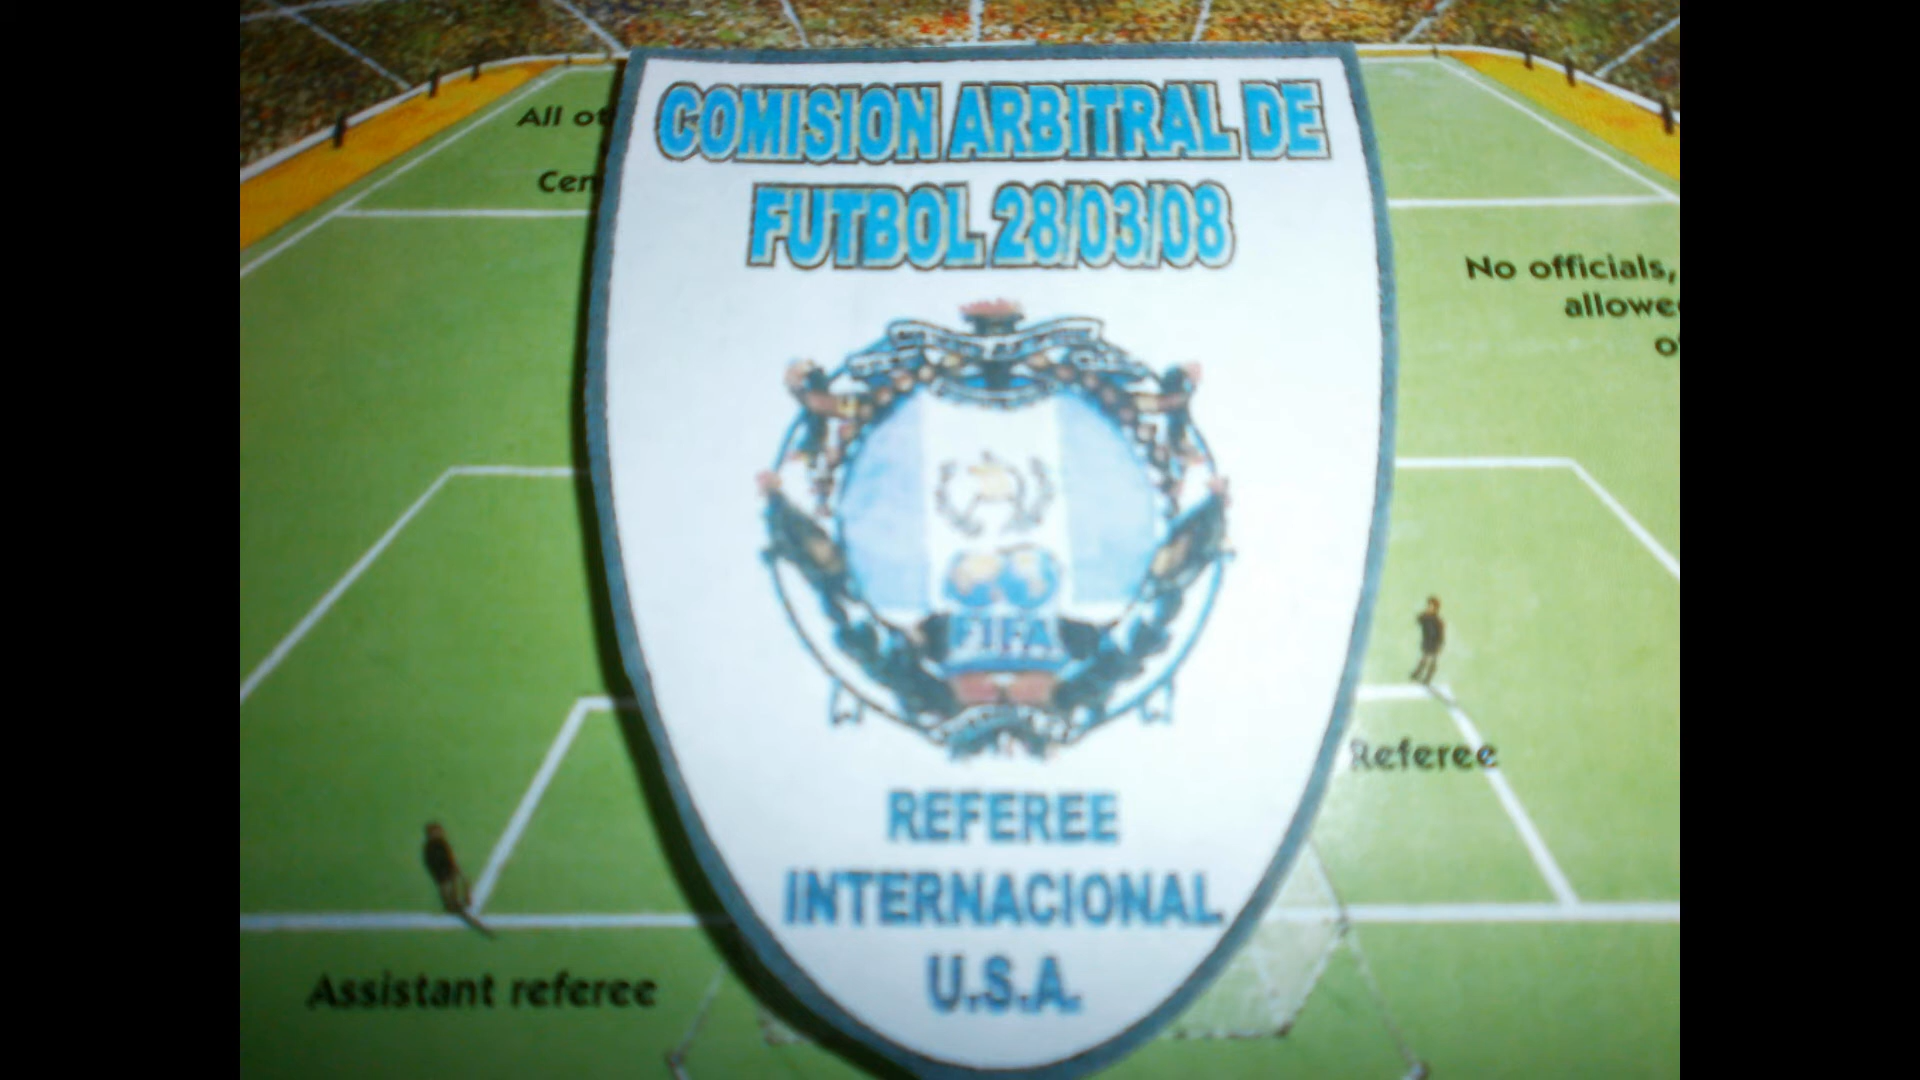 COMISION ARBITRAL DE
FUTBOL 28/03/08
All ot
Cen
No officials,
allowe
o
FIFA
REFEREE
INTERNACIONAL
U.S.A.
Referee
Assistant referee